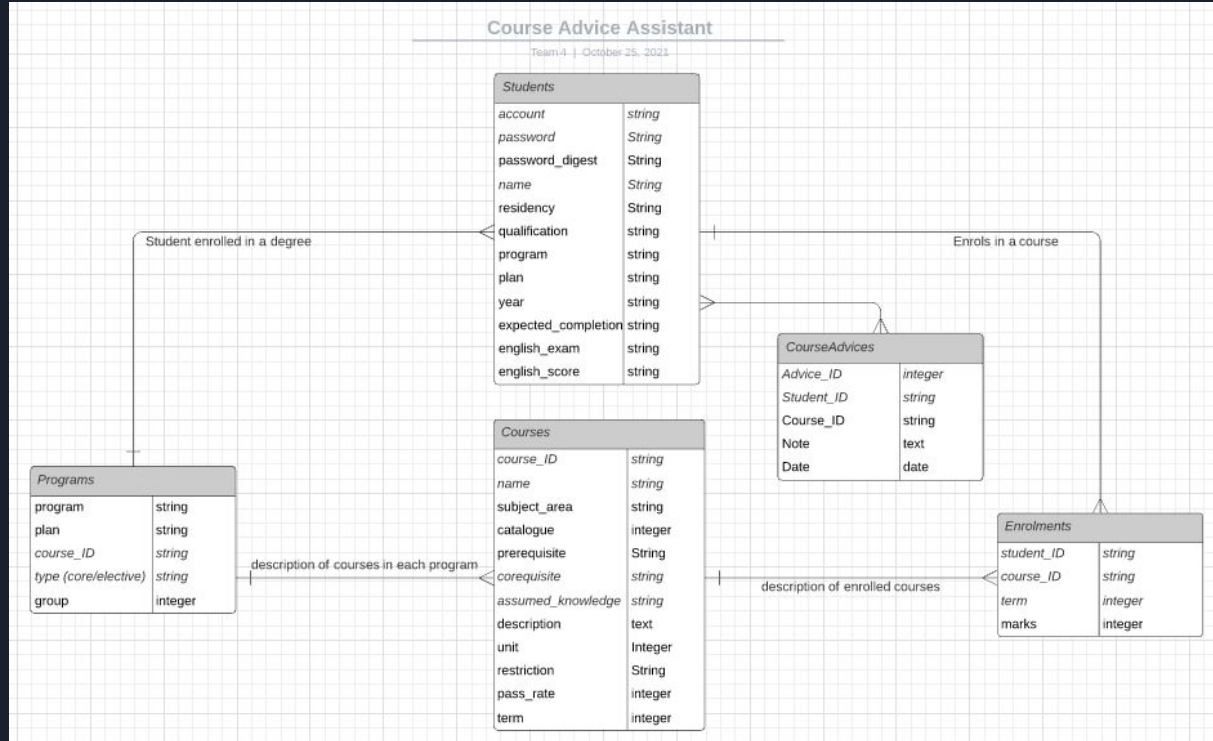 Course Advice Assistant
Team 4 | October 25, 2021
Students
account string
password String
password_digest String
name String
residency String
qualification string
program string
plan string
year string
expected_completion string
english_exam string
english_score string
Student enrolled in a degree
Enrols in a course
CourseAdvices
Advice_ID integer
Student_ID string
Course_ID string
Note text
Date date
Courses
course_ID string
name string
subject_area string
catalogue integer
prerequisite String
corequisite string
assumed_knowledge string
description text
unit Integer
restriction String
pass_rate integer
term integer
Programs
program string
plan string
course_ID string
type (core/elective) string
group integer
description of courses in each program
description of enrolled courses
Enrolments
student_ID string
course_ID string
term integer
marks integer